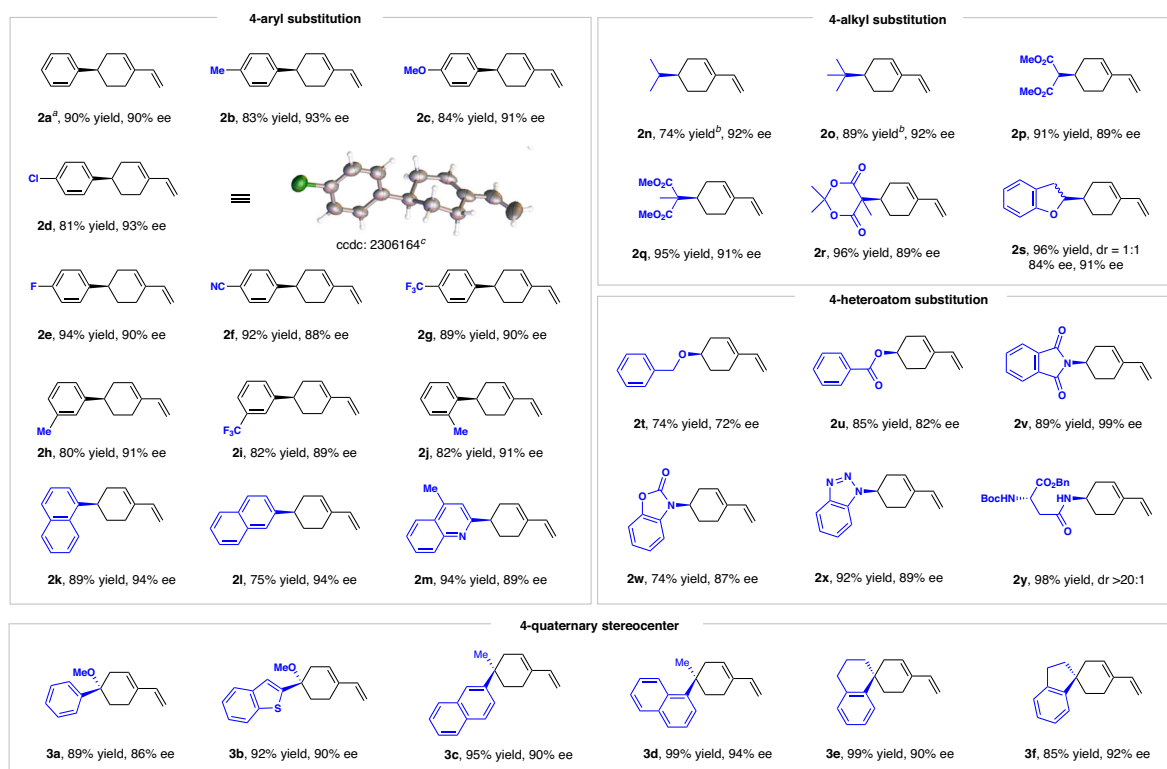 4-aryl substitution
2aᵃ, 90% yield, 90% ee
Me
2b, 83% yield, 93% ee
MeO
2c, 84% yield, 91% ee
Cl
2d, 81% yield, 93% ee
ccdc: 2306164ᶜ
F
2e, 94% yield, 90% ee
NC
2f, 92% yield, 88% ee
F₃C
2g, 89% yield, 90% ee
Me
2h, 80% yield, 91% ee
F₃C
2i, 82% yield, 89% ee
Me
2j, 82% yield, 91% ee
2k, 89% yield, 94% ee
2l, 75% yield, 94% ee
Me
N
2m, 94% yield, 89% ee
4-alkyl substitution
2n, 74% yieldᵇ, 92% ee
2o, 89% yieldᵇ, 92% ee
MeO₂C
MeO₂C
2p, 91% yield, 89% ee
MeO₂C
MeO₂C
2q, 95% yield, 91% ee
O
O
O
O
Me
2r, 96% yield, 89% ee
O
2s, 96% yield, dr = 1:1
84% ee, 91% ee
4-heteroatom substitution
O
2t, 74% yield, 72% ee
O
O
2u, 85% yield, 82% ee
O
N
O
2v, 89% yield, 99% ee
O
O
N
2w, 74% yield, 87% ee
N
N
N
2x, 92% yield, 89% ee
CO₂Bn
BocHN
HN
O
2y, 98% yield, dr >20:1
4-quaternary stereocenter
MeO
3a, 89% yield, 86% ee
MeO
S
3b, 92% yield, 90% ee
Me
3c, 95% yield, 90% ee
Me
3d, 99% yield, 94% ee
3e, 99% yield, 90% ee
3f, 85% yield, 92% ee